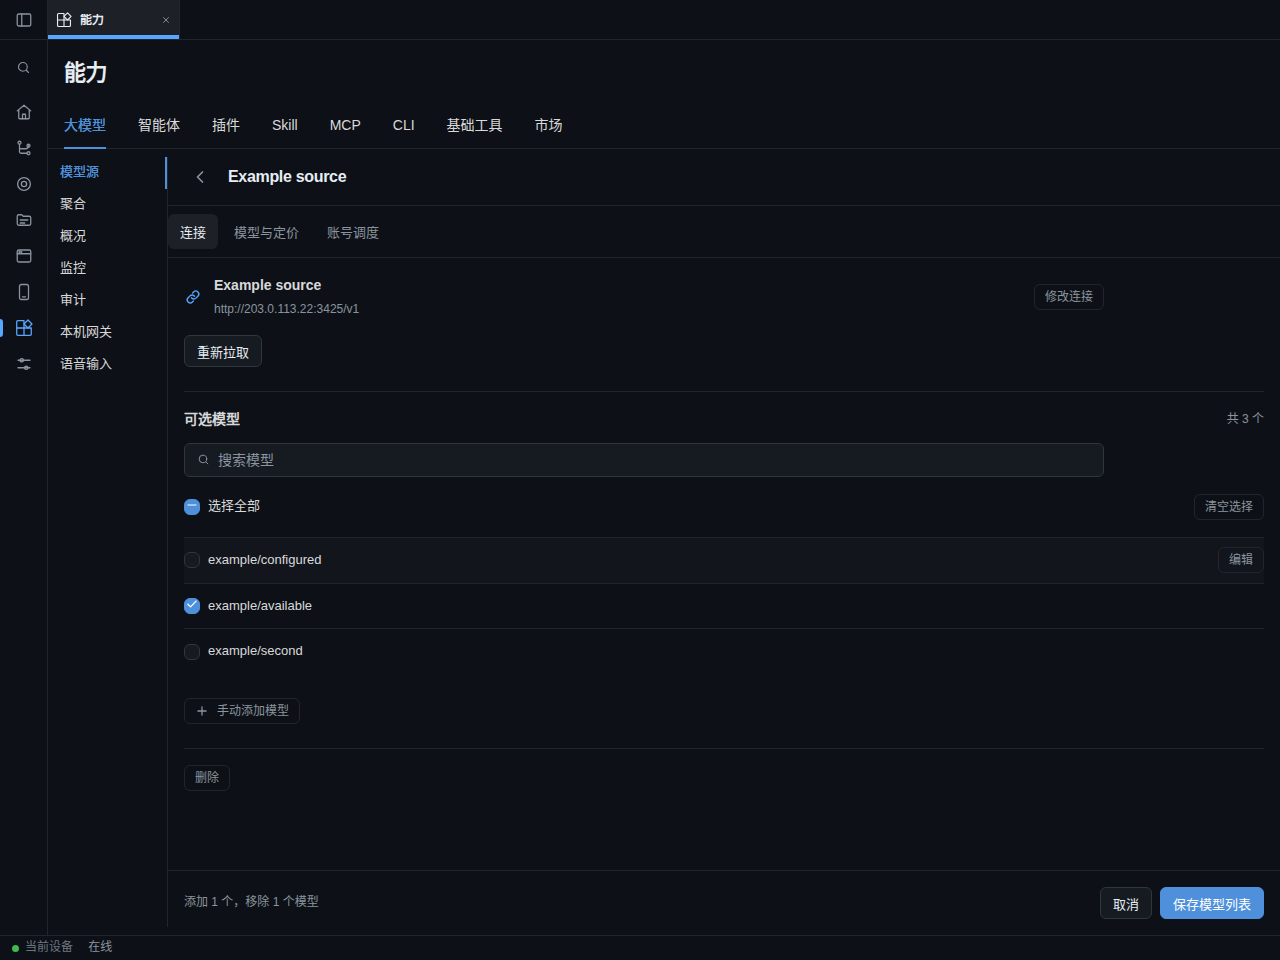 能力
能力
大模型 智能体 插件 Skill MCP CLI 基础工具 市场
模型源
聚合
概况
监控
审计
本机网关
语音输入
Example source
连接 模型与定价 账号调度
Example source
http://203.0.113.22:3425/v1
修改连接
重新拉取
可选模型
共 3 个
搜索模型
选择全部
清空选择
example/configured
编辑
example/available
example/second
手动添加模型
删除
添加 1 个，移除 1 个模型
取消
保存模型列表
当前设备 在线